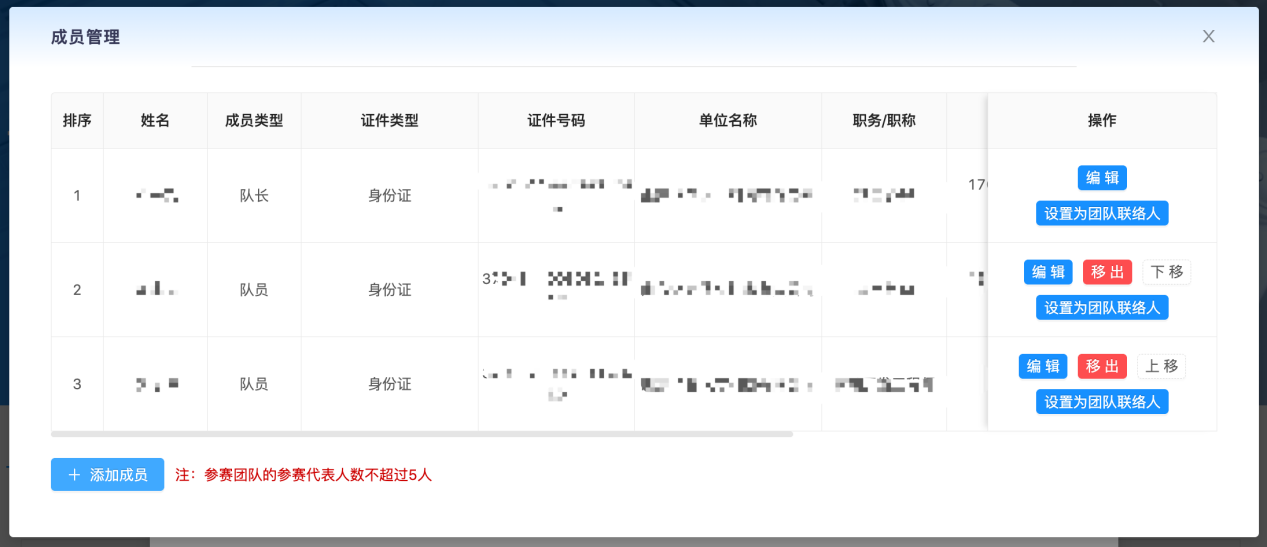 成员管理
排序 姓名 成员类型 证件类型 证件号码 单位名称 职务/职称 操作
1 队长 身份证 17 编辑
设置为团队联络人
2 队员 身份证 编辑 移出 下移
设置为团队联络人
3 队员 身份证 编辑 移出 上移
设置为团队联络人
+ 添加成员 注：参赛团队的参赛代表人数不超过5人